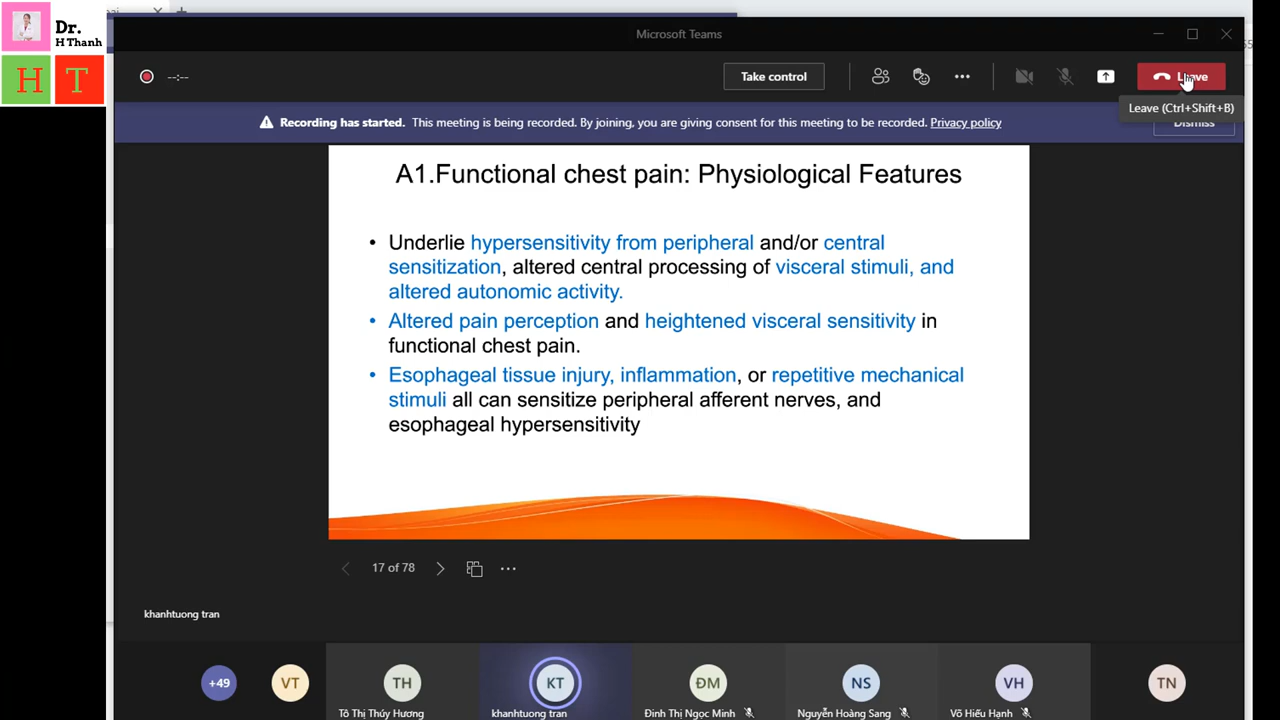 Dr.
H Thanh
H T
Microsoft Teams
--:--
Take control
Leave
Leave (Ctrl+Shift+B)
Recording has started. This meeting is being recorded. By joining, you are giving consent for this meeting to be recorded. Privacy policy
Dismiss
A1.Functional chest pain: Physiological Features
• Underlie hypersensitivity from peripheral and/or central
sensitization, altered central processing of visceral stimuli, and
altered autonomic activity.
• Altered pain perception and heightened visceral sensitivity in
functional chest pain.
• Esophageal tissue injury, inflammation, or repetitive mechanical
stimuli all can sensitize peripheral afferent nerves, and
esophageal hypersensitivity
17 of 78
khanhtuong tran
+49
VT
TH
KT
ĐM
NS
VH
TN
Tô Thị Thúy Hương
khanhtuong tran
Đinh Thị Ngọc Minh
Nguyễn Hoàng Sang
Võ Hiếu Hạnh